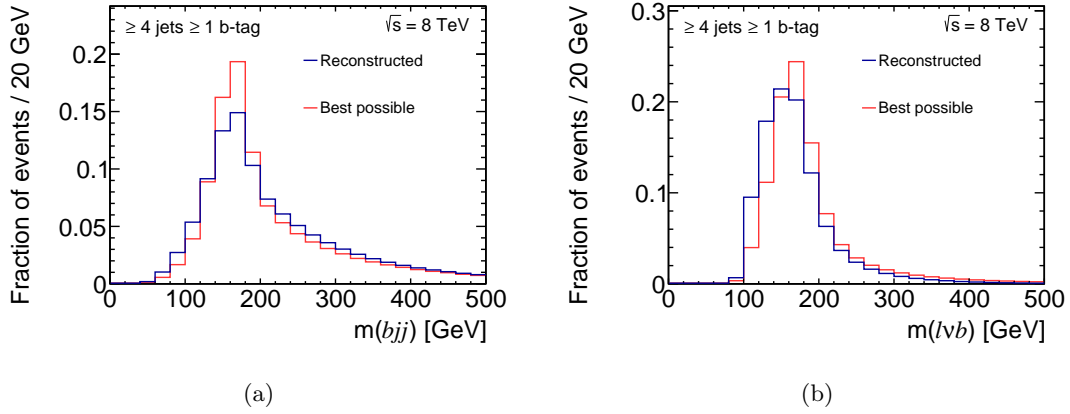 ≥ 4 jets ≥ 1 b-tag
√s = 8 TeV
Reconstructed
Best possible
Fraction of events / 20 GeV
0.2
0.15
0.1
0.05
0
0 100 200 300 400 500
m(bjj) [GeV]
(a)
≥ 4 jets ≥ 1 b-tag
√s = 8 TeV
Reconstructed
Best possible
Fraction of events / 20 GeV
0.3
0.2
0.1
0
0 100 200 300 400 500
m(lνb) [GeV]
(b)